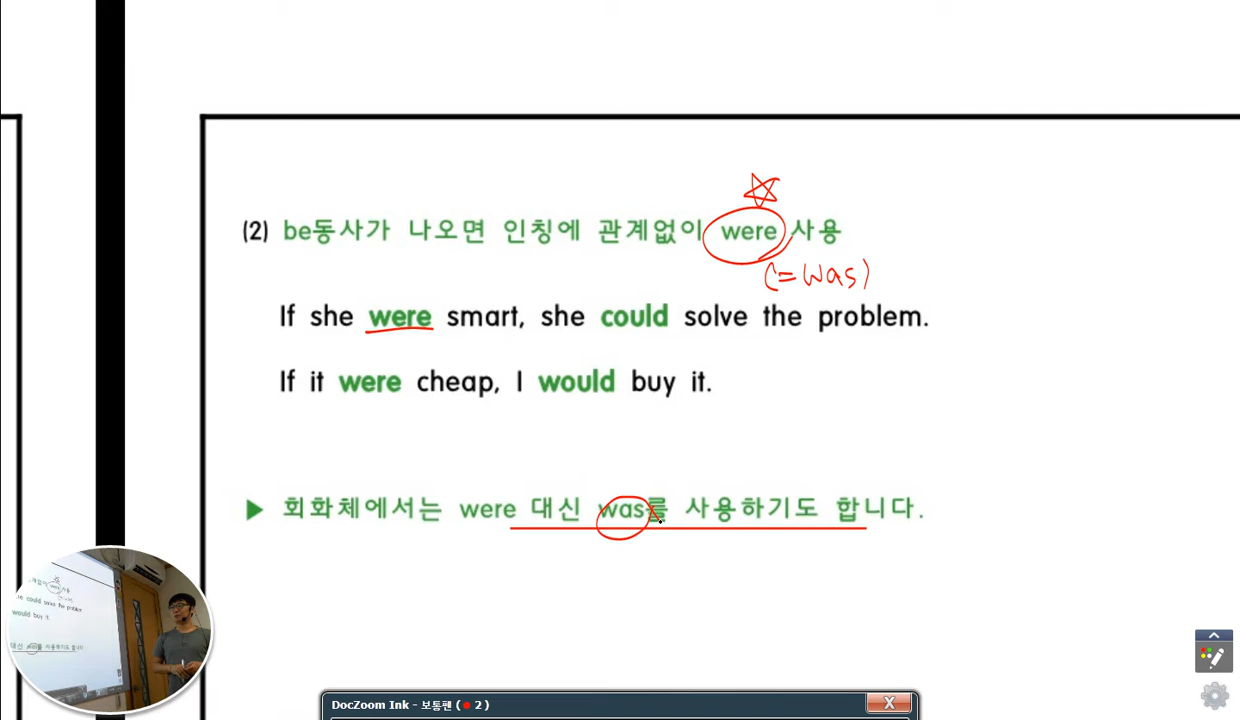 (2) be동사가 나오면 인칭에 관계없이 were 사용
(=was)
If she were smart, she could solve the problem.
If it were cheap, I would buy it.
▶ 회화체에서는 were 대신 was를 사용하기도 합니다.
would buy it.
DocZoom Ink - 보통펜 ( 2 )
X